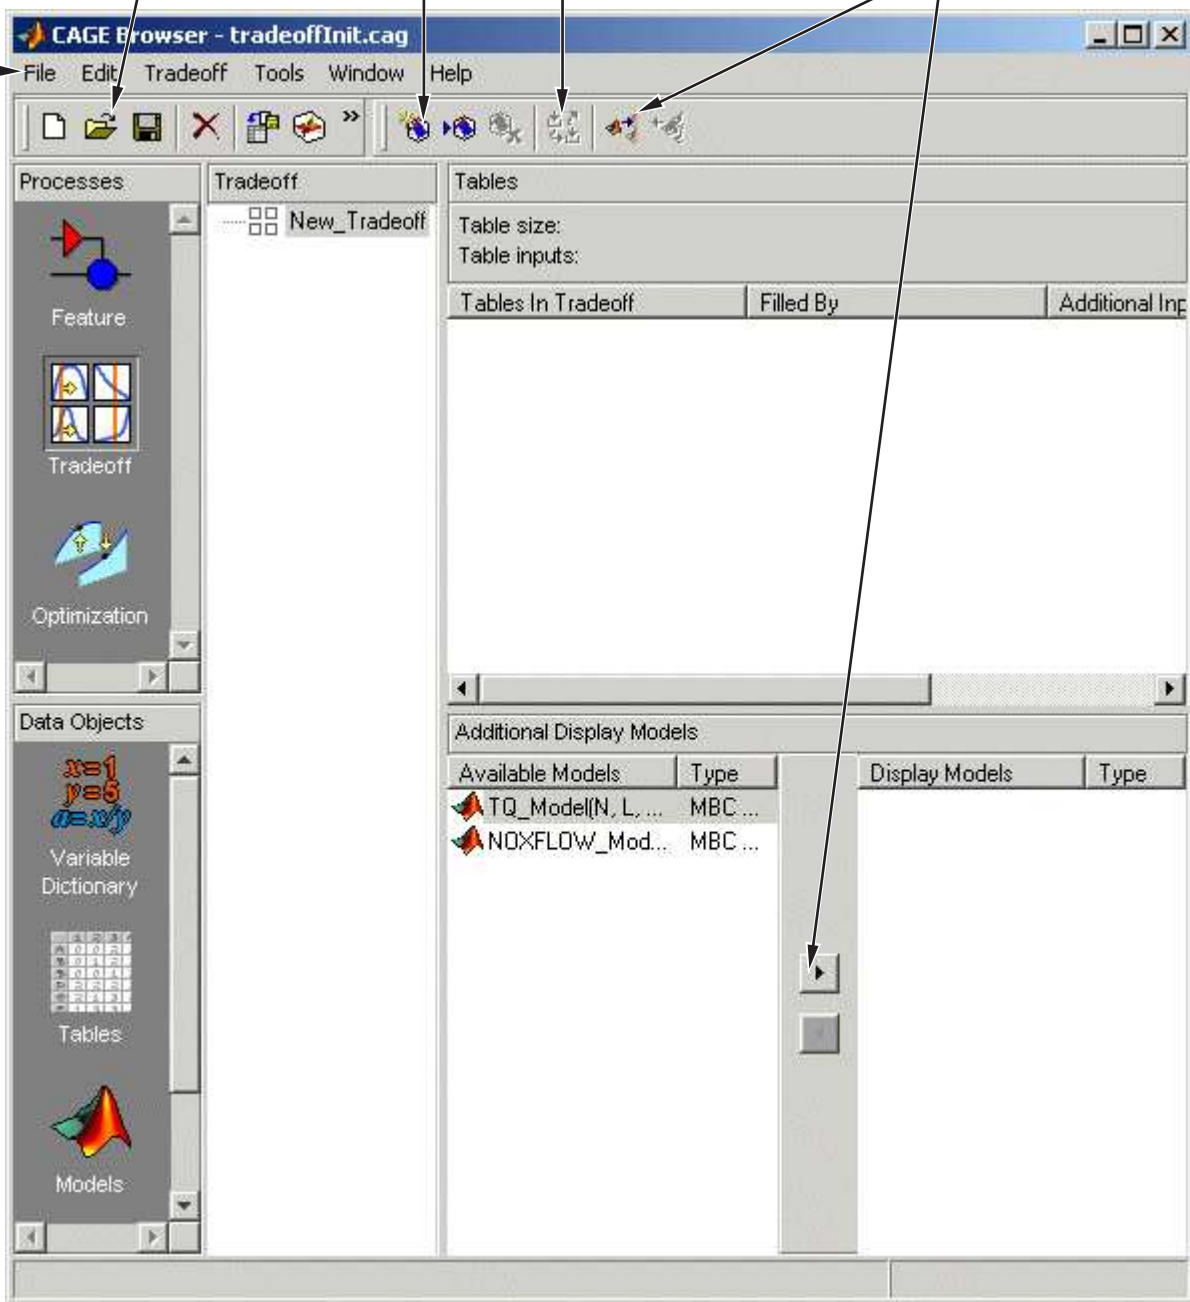 CAGE Browser - tradeoffInit.cag
File Edit Tradeoff Tools Window Help
»
Processes
Feature
Tradeoff
Optimization
Data Objects
x=1
y=5
a=x/y
Variable
Dictionary
Tables
Models
Tradeoff
New_Tradeoff
Tables
Table size:
Table inputs:
Tables In Tradeoff Filled By Additional Inp
Additional Display Models
Available Models Type
TQ_Model(N, L, ... MBC ...
NOXFLOW_Mod... MBC ...
Display Models Type